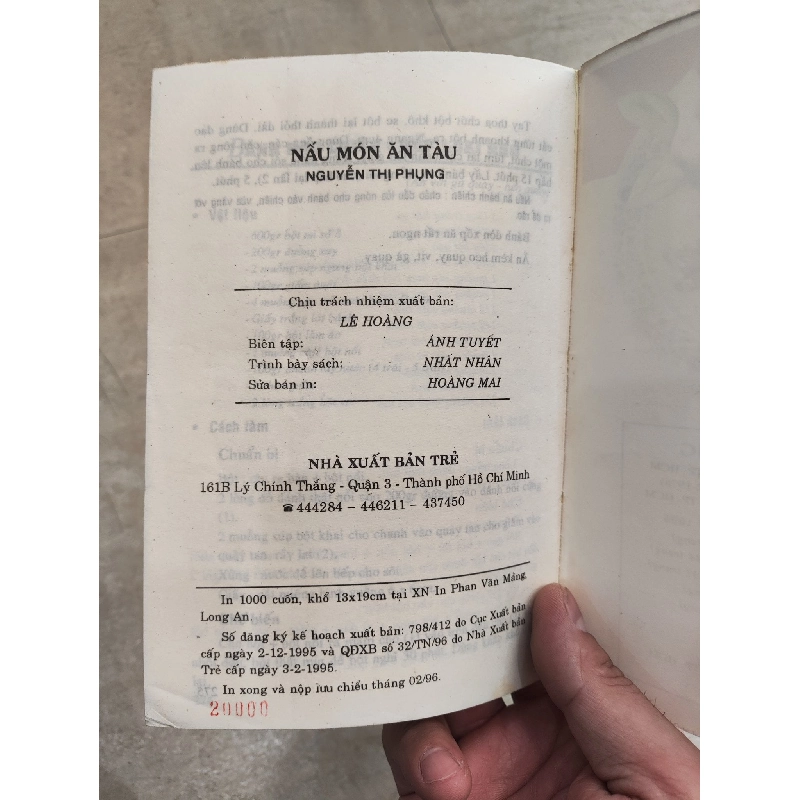 NẤU MÓN ĂN TÀU
NGUYỄN THỊ PHỤNG
Chịu trách nhiệm xuất bản:
LÊ HOÀNG
Biên tập: ÁNH TUYẾT
Trình bày sách: NHẤT NHÂN
Sửa bản in: HOÀNG MAI
NHÀ XUẤT BẢN TRẺ
161B Lý Chính Thắng - Quận 3 - Thành phố Hồ Chí Minh
☎ 444284 - 446211 - 437450
In 1000 cuốn, khổ 13x19cm tại XN In Phan Văn Mảng,
Long An.
- Số đăng ký kế hoạch xuất bản: 798/412 do Cục Xuất bản
cấp ngày 2-12-1995 và QĐXB số 32/TN/96 do Nhà Xuất bản
Trẻ cấp ngày 3-2-1995.
In xong và nộp lưu chiểu tháng 02/96.
20000